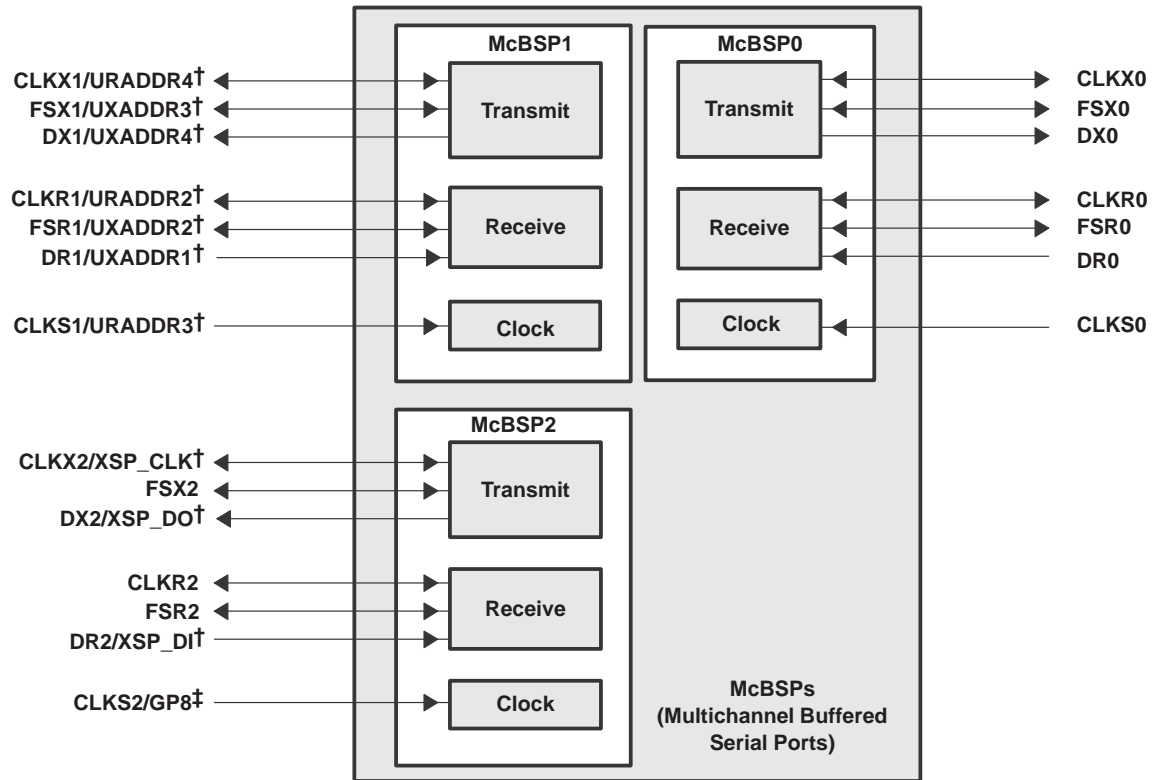 McBSP1
CLKX1/URADDR4†
FSX1/UXADDR3†
DX1/UXADDR4†
Transmit
CLKR1/URADDR2†
FSR1/UXADDR2†
DR1/UXADDR1†
Receive
CLKS1/URADDR3†
Clock
McBSP0
Transmit
CLKX0
FSX0
DX0
Receive
CLKR0
FSR0
DR0
Clock
CLKS0
McBSP2
CLKX2/XSP_CLK†
FSX2
DX2/XSP_DO†
Transmit
CLKR2
FSR2
DR2/XSP_DI†
Receive
CLKS2/GP8‡
Clock
McBSPs
(Multichannel Buffered
Serial Ports)